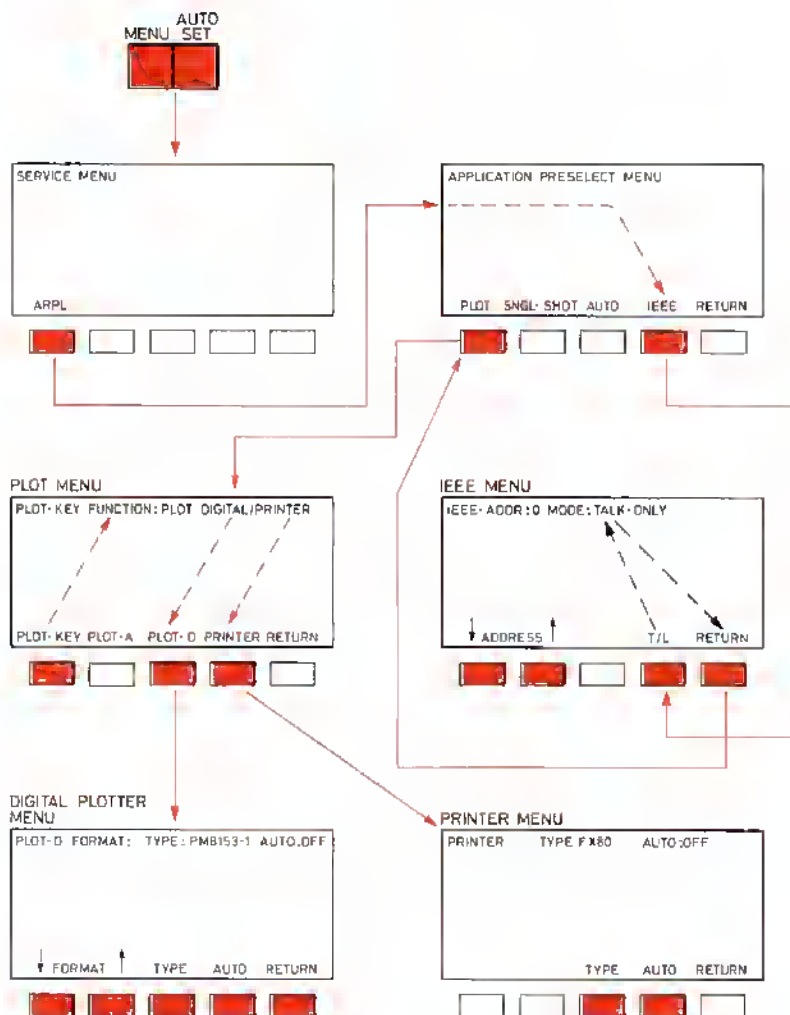 AUTO
MENU SET
SERVICE MENU
ARPL
APPLICATION PRESELECT MENU
PLOT SNGL-SHOT AUTO IEEE RETURN
PLOT MENU
PLOT-KEY FUNCTION: PLOT DIGITAL/PRINTER
PLOT-KEY PLOT-A PLOT-D PRINTER RETURN
IEEE MENU
IEEE-ADDR:0 MODE:TALK-ONLY
↓ ADDRESS ↑ T/L RETURN
DIGITAL PLOTTER
MENU
PLOT-D FORMAT: TYPE: PM8153-1 AUTO.OFF
↓ FORMAT ↑ TYPE AUTO RETURN
PRINTER MENU
PRINTER TYPE FX80 AUTO:OFF
TYPE AUTO RETURN